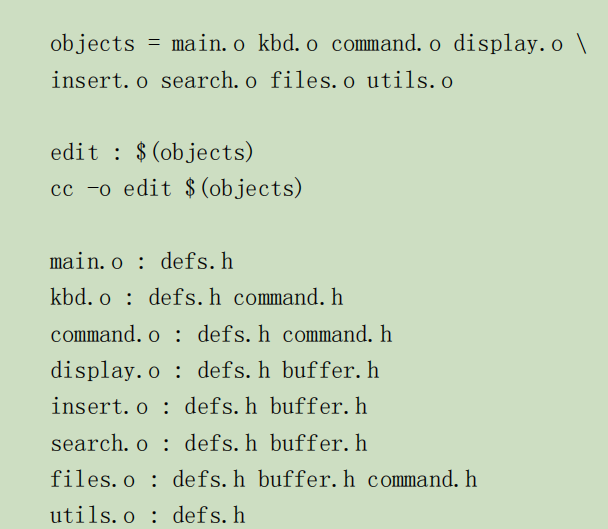 objects = main.o kbd.o command.o display.o \
insert.o search.o files.o utils.o
edit : $(objects)
cc -o edit $(objects)
main.o : defs.h
kbd.o : defs.h command.h
command.o : defs.h command.h
display.o : defs.h buffer.h
insert.o : defs.h buffer.h
search.o : defs.h buffer.h
files.o : defs.h buffer.h command.h
utils.o : defs.h